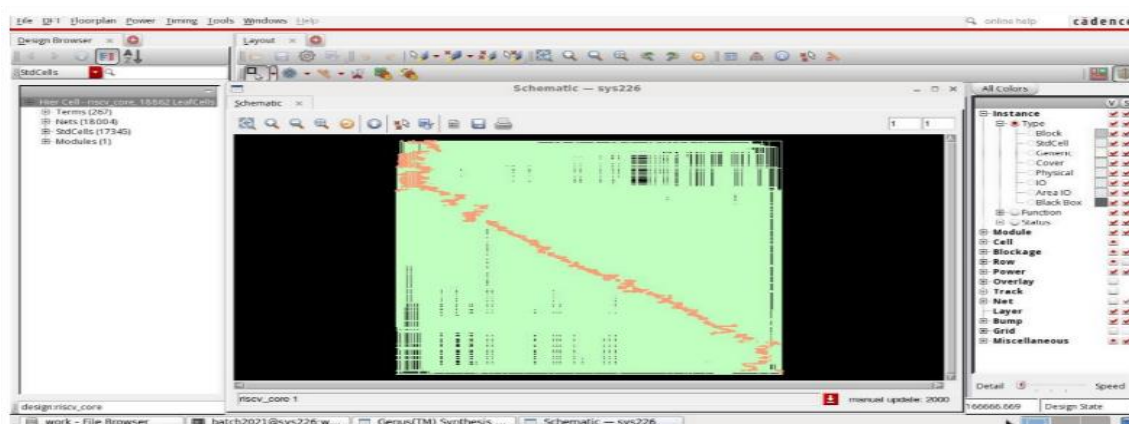 File DFT Floorplan Power Timing Tools Windows Help
online help cādence
Design Browser
Layout
StdCells
Schematic — sys226
All Colors
Hier Cell - riscv_core, 18862 LeafCells
Terms (267)
Nets (18004)
StdCells (17345)
Modules (1)
Schematic
1 1
V S
Instance
Type
Block
StdCell
Generic
Cover
Physical
IO
Area IO
Black Box
Function
Status
Module
Cell
Blockage
Row
Power
Overlay
Track
Net
Layer
Bump
Grid
Miscellaneous
riscv_core 1
manual update: 2000
Detail Speed
design:riscv_core
166666.669 Design State
work - File Browser
batch2021@sys226:w...
Genus(TM) Synthesis ...
Schematic — sys226